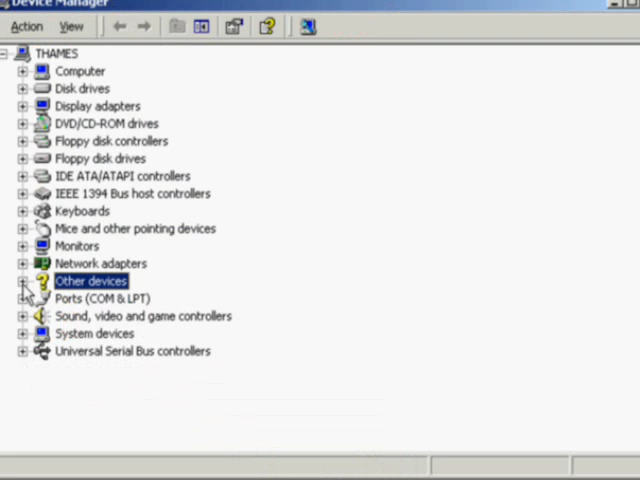 Device Manager
Action View
THAMES
Computer
Disk drives
Display adapters
DVD/CD-ROM drives
Floppy disk controllers
Floppy disk drives
IDE ATA/ATAPI controllers
IEEE 1394 Bus host controllers
Keyboards
Mice and other pointing devices
Monitors
Network adapters
Other devices
Ports (COM & LPT)
Sound, video and game controllers
System devices
Universal Serial Bus controllers